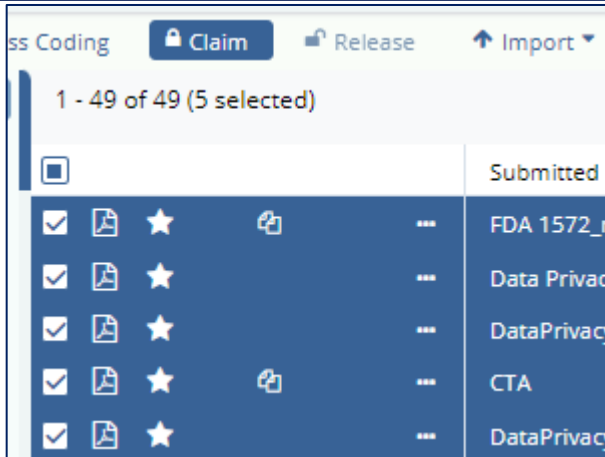 ss Coding Claim Release Import
1 - 49 of 49 (5 selected)
Submitted
FDA 1572_
Data Privac
DataPrivacy
CTA
DataPrivacy